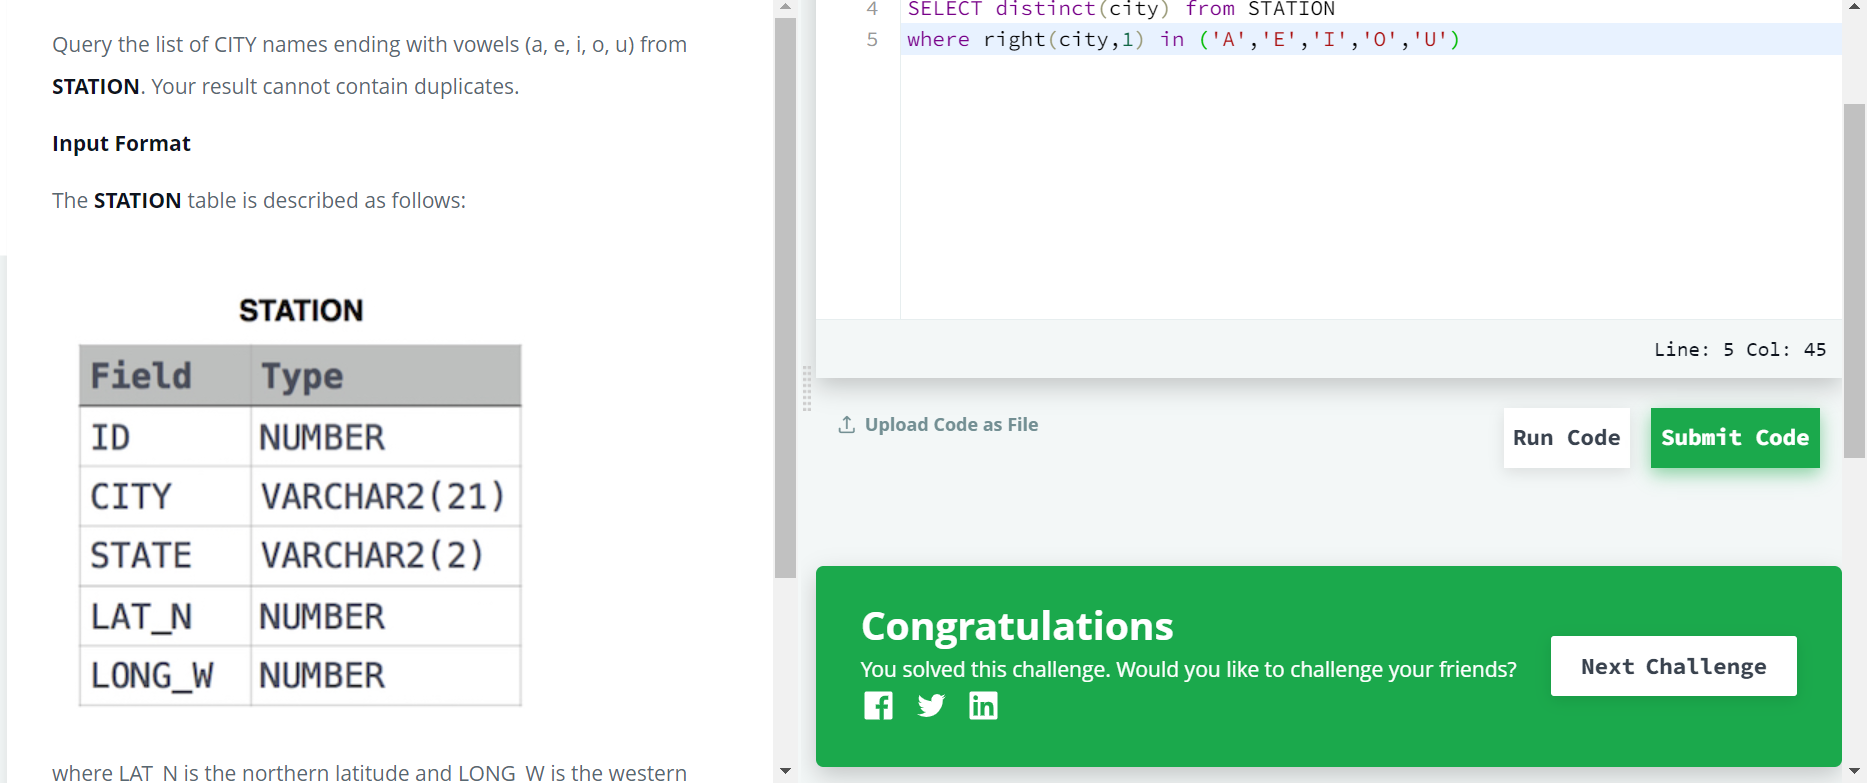 Query the list of CITY names ending with vowels (a, e, i, o, u) from
STATION. Your result cannot contain duplicates.
Input Format
The STATION table is described as follows:
STATION
Field Type
ID NUMBER
CITY VARCHAR2(21)
STATE VARCHAR2(2)
LAT_N NUMBER
LONG_W NUMBER
where LAT_N is the northern latitude and LONG_W is the western
4 SELECT distinct(city) from STATION
5 where right(city,1) in ('A','E','I','O','U')
Line: 5 Col: 45
Upload Code as File
Run Code
Submit Code
Congratulations
You solved this challenge. Would you like to challenge your friends?
Next Challenge